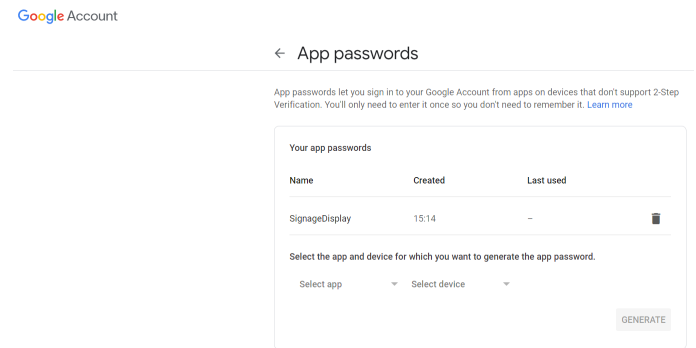 Google Account
App passwords
App passwords let you sign in to your Google Account from apps on devices that don't support 2-Step
Verification. You'll only need to enter it once so you don't need to remember it. Learn more
Your app passwords
Name Created Last used
SignageDisplay 15:14 –
Select the app and device for which you want to generate the app password.
Select app Select device
GENERATE